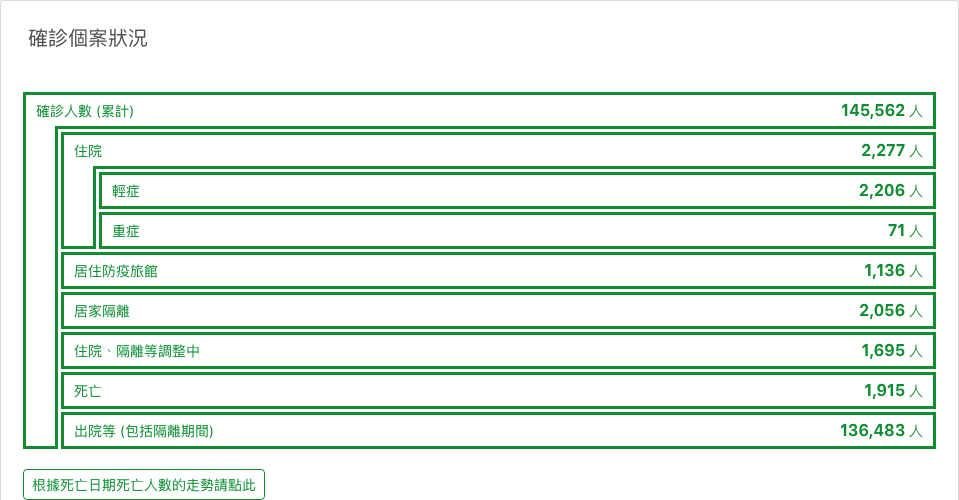 確診個案狀況
確診人數 (累計) 145,562 人
住院 2,277 人
輕症 2,206 人
重症 71 人
居住防疫旅館 1,136 人
居家隔離 2,056 人
住院、隔離等調整中 1,695 人
死亡 1,915 人
出院等 (包括隔離期間) 136,483 人
根據死亡日期死亡人數的走勢請點此